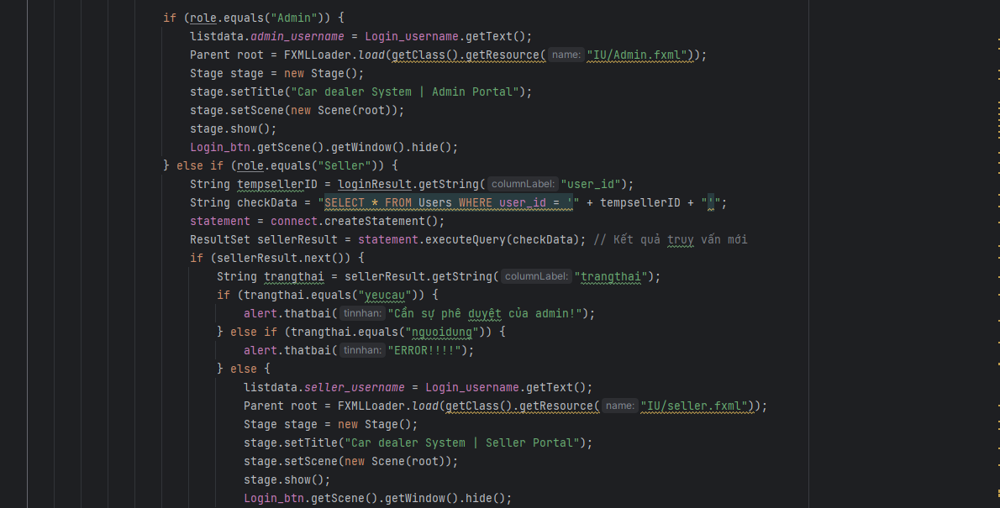 if (role.equals("Admin")) {
listdata.admin_username = Login_username.getText();
Parent root = FXMLLoader.load(getClass().getResource( name: "IU/Admin.fxml"));
Stage stage = new Stage();
stage.setTitle("Car dealer System | Admin Portal");
stage.setScene(new Scene(root));
stage.show();
Login_btn.getScene().getWindow().hide();
} else if (role.equals("Seller")) {
String tempsellerID = loginResult.getString( columnLabel: "user_id");
String checkData = "SELECT * FROM Users WHERE user_id = '" + tempsellerID + "'";
statement = connect.createStatement();
ResultSet sellerResult = statement.executeQuery(checkData); // Kết quả truy vấn mới
if (sellerResult.next()) {
String trangthai = sellerResult.getString( columnLabel: "trangthai");
if (trangthai.equals("yeucau")) {
alert.thatbai( tinnhan: "Cần sự phê duyệt của admin!");
} else if (trangthai.equals("nguoidung")) {
alert.thatbai( tinnhan: "ERROR!!!!");
} else {
listdata.seller_username = Login_username.getText();
Parent root = FXMLLoader.load(getClass().getResource( name: "IU/seller.fxml"));
Stage stage = new Stage();
stage.setTitle("Car dealer System | Seller Portal");
stage.setScene(new Scene(root));
stage.show();
Login_btn.getScene().getWindow().hide();